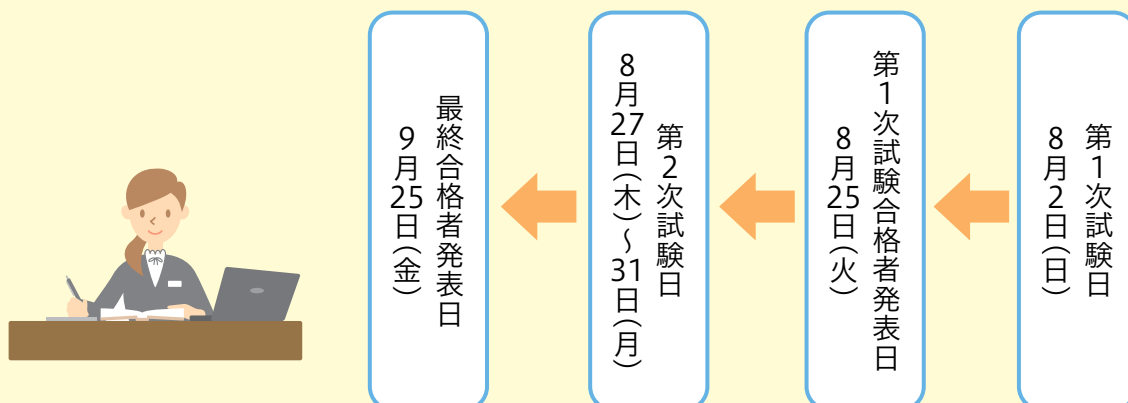 第1次試験日
8月2日(日)
第1次試験合格者発表日
8月25日(火)
第2次試験日
8月27日(木)~31日(月)
最終合格者発表日
9月25日(金)